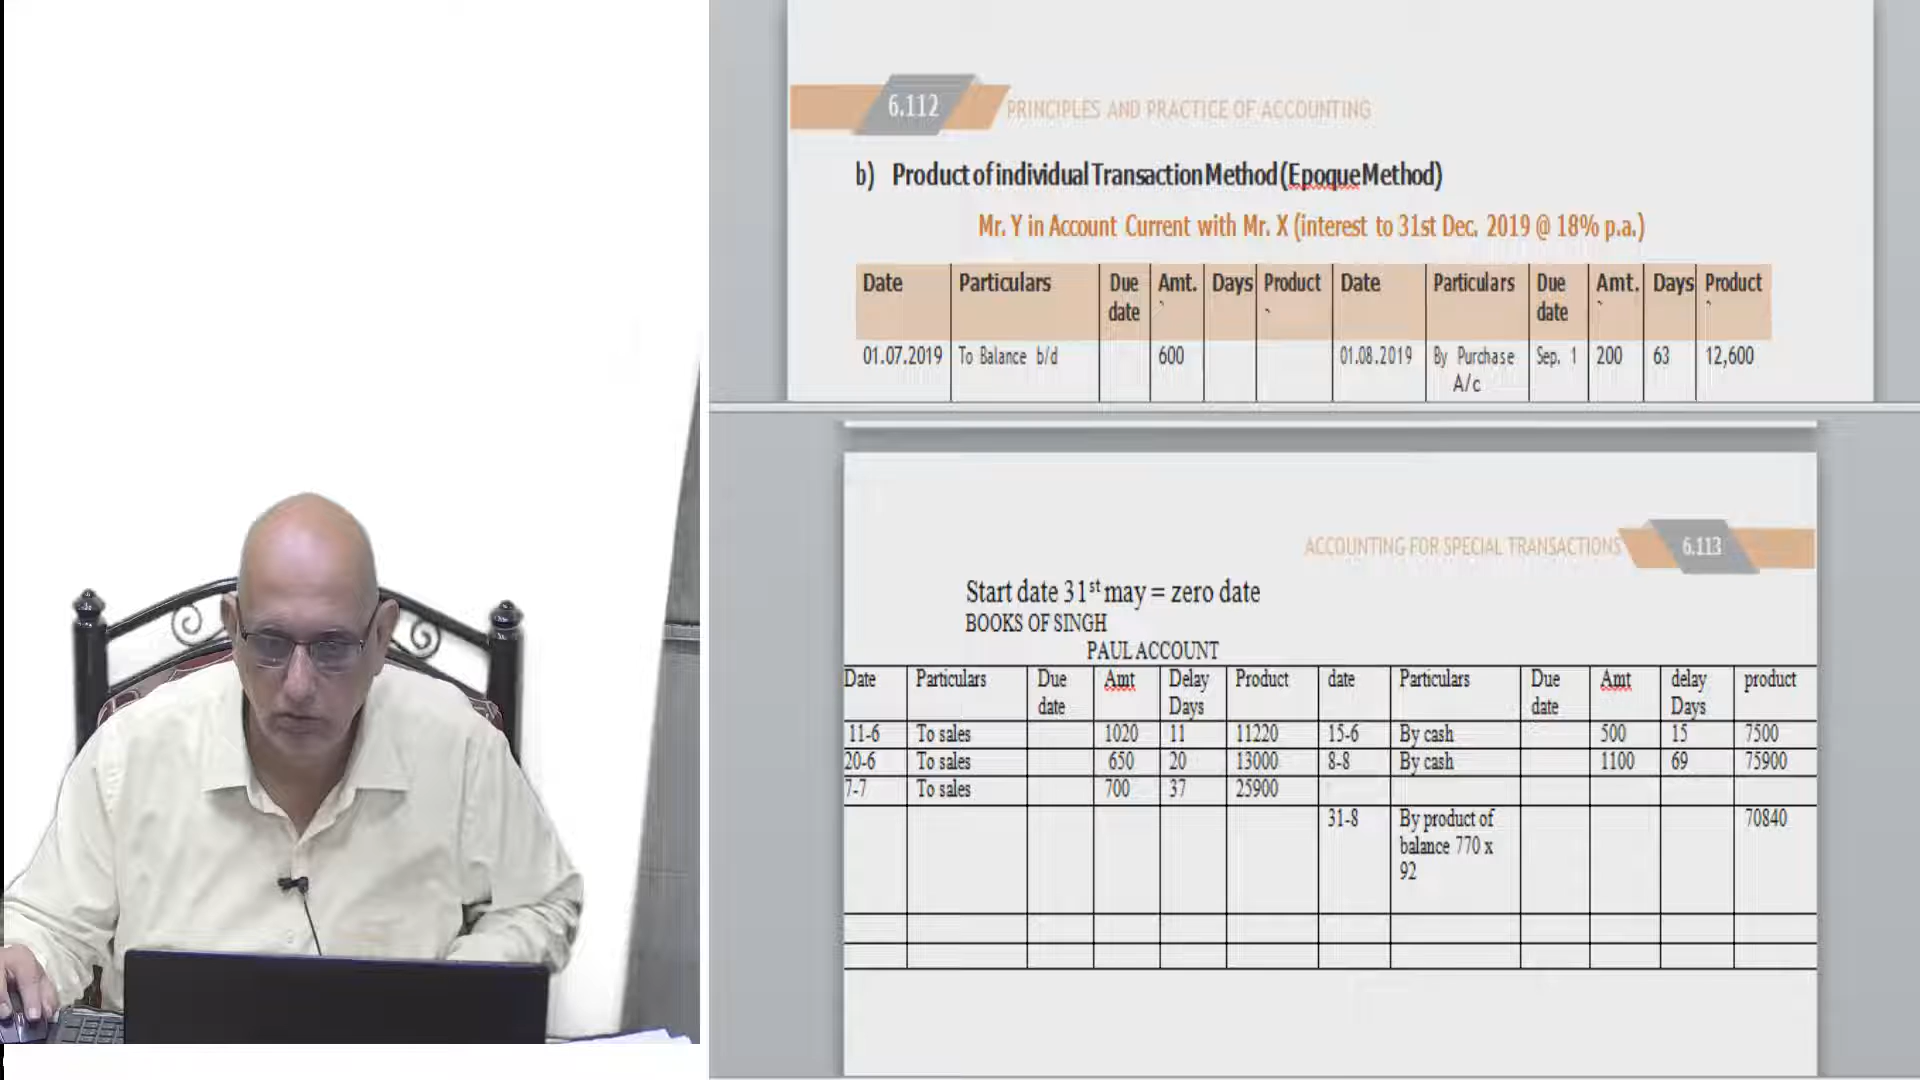 6.112 PRINCIPLES AND PRACTICE OF ACCOUNTING
b) Product of individual Transaction Method (Epoque Method)
Mr. Y in Account Current with Mr. X (interest to 31st Dec. 2019 @ 18% p.a.)
Date Particulars Due date Amt. ` Days Product ` Date Particulars Due date Amt. ` Days Product `
01.07.2019 To Balance b/d 600 01.08.2019 By Purchase A/c Sep. 1 200 63 12,600
ACCOUNTING FOR SPECIAL TRANSACTIONS 6.113
Start date 31st may = zero date
BOOKS OF SINGH
PAUL ACCOUNT
Date Particulars Due date Amt Delay Days Product date Particulars Due date Amt delay Days product
11-6 To sales 1020 11 11220 15-6 By cash 500 15 7500
20-6 To sales 650 20 13000 8-8 By cash 1100 69 75900
7-7 To sales 700 37 25900
31-8 By product of balance 770 x 92 70840